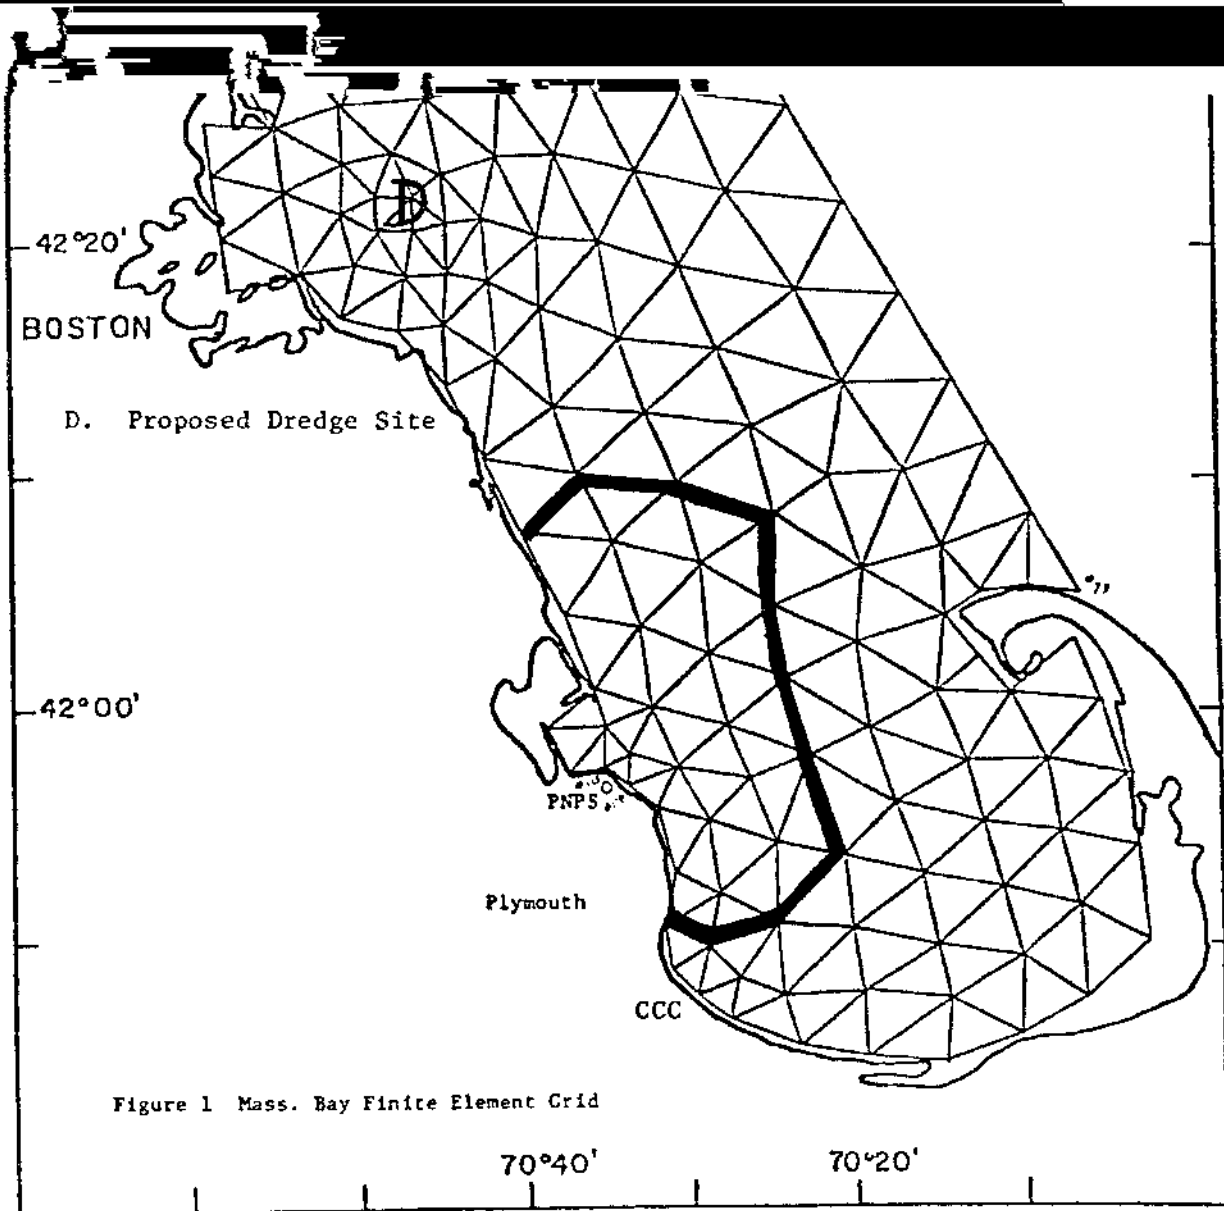 D
42°20'
BOSTON
D. Proposed Dredge Site
42°00'
PNPS
Plymouth
CCC
Figure 1 Mass. Bay Finite Element Grid
70°40'
70°20'